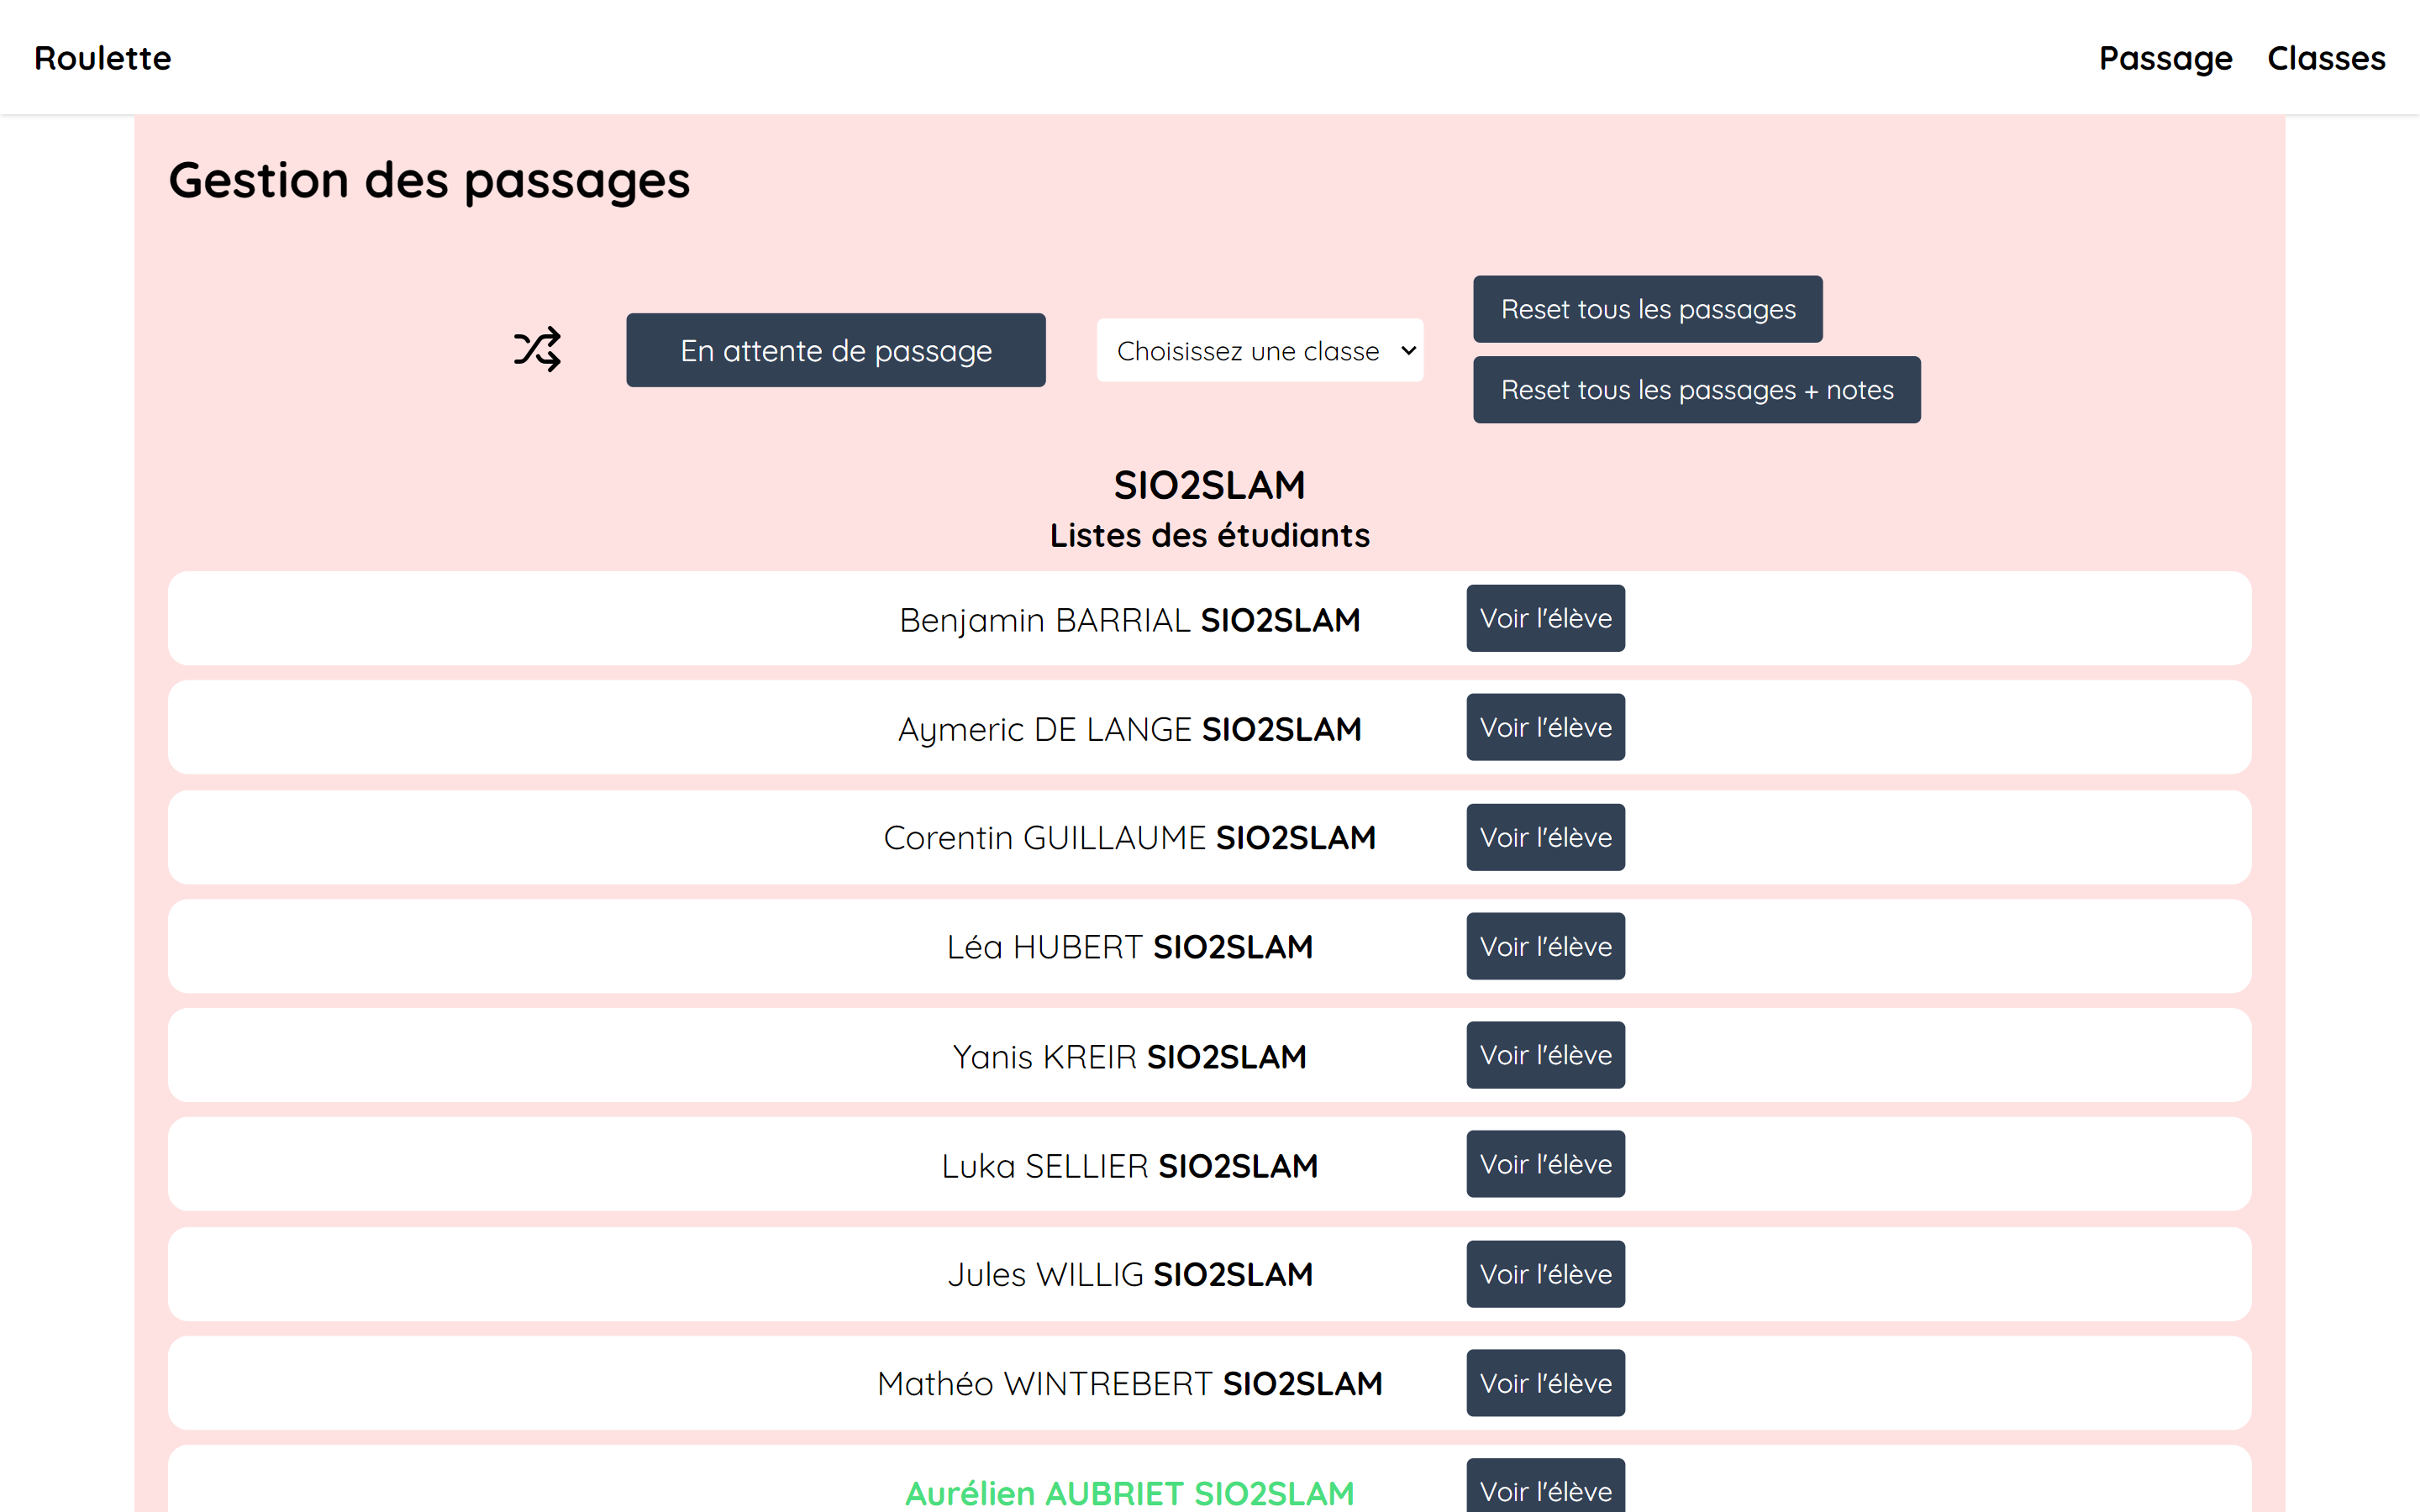 Roulette Passage Classes
Gestion des passages
En attente de passage
Choisissez une classe
Reset tous les passages
Reset tous les passages + notes
SIO2SLAM
Listes des étudiants
Benjamin BARRIAL SIO2SLAM Voir l'élève
Aymeric DE LANGE SIO2SLAM Voir l'élève
Corentin GUILLAUME SIO2SLAM Voir l'élève
Léa HUBERT SIO2SLAM Voir l'élève
Yanis KREIR SIO2SLAM Voir l'élève
Luka SELLIER SIO2SLAM Voir l'élève
Jules WILLIG SIO2SLAM Voir l'élève
Mathéo WINTREBERT SIO2SLAM Voir l'élève
Aurélien AUBRIET SIO2SLAM Voir l'élève